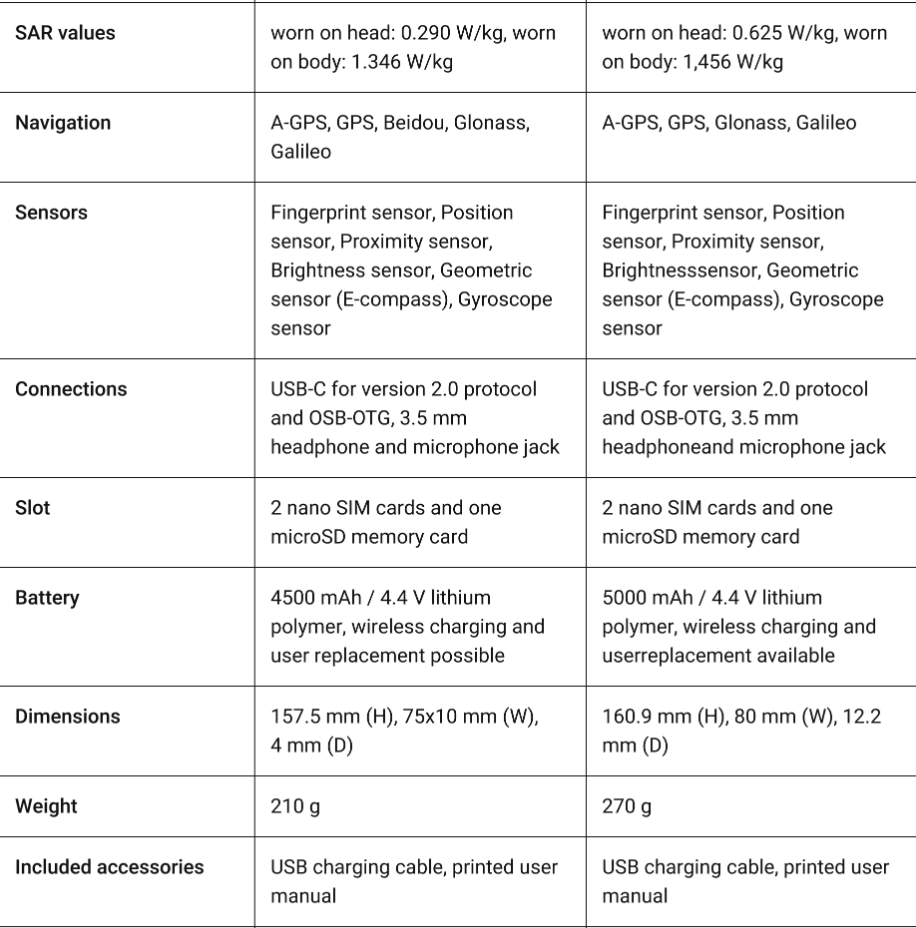 SAR values
worn on head: 0.290 W/kg, worn
on body: 1.346 W/kg
worn on head: 0.625 W/kg, worn
on body: 1,456 W/kg
Navigation
A-GPS, GPS, Beidou, Glonass,
Galileo
A-GPS, GPS, Glonass, Galileo
Sensors
Fingerprint sensor, Position
sensor, Proximity sensor,
Brightness sensor, Geometric
sensor (E-compass), Gyroscope
sensor
Fingerprint sensor, Position
sensor, Proximity sensor,
Brightnesssensor, Geometric
sensor (E-compass), Gyroscope
sensor
Connections
USB-C for version 2.0 protocol
and OSB-OTG, 3.5 mm
headphone and microphone jack
USB-C for version 2.0 protocol
and OSB-OTG, 3.5 mm
headphoneand microphone jack
Slot
2 nano SIM cards and one
microSD memory card
2 nano SIM cards and one
microSD memory card
Battery
4500 mAh / 4.4 V lithium
polymer, wireless charging and
user replacement possible
5000 mAh / 4.4 V lithium
polymer, wireless charging and
userreplacement available
Dimensions
157.5 mm (H), 75x10 mm (W),
4 mm (D)
160.9 mm (H), 80 mm (W), 12.2
mm (D)
Weight
210 g
270 g
Included accessories
USB charging cable, printed user
manual
USB charging cable, printed user
manual